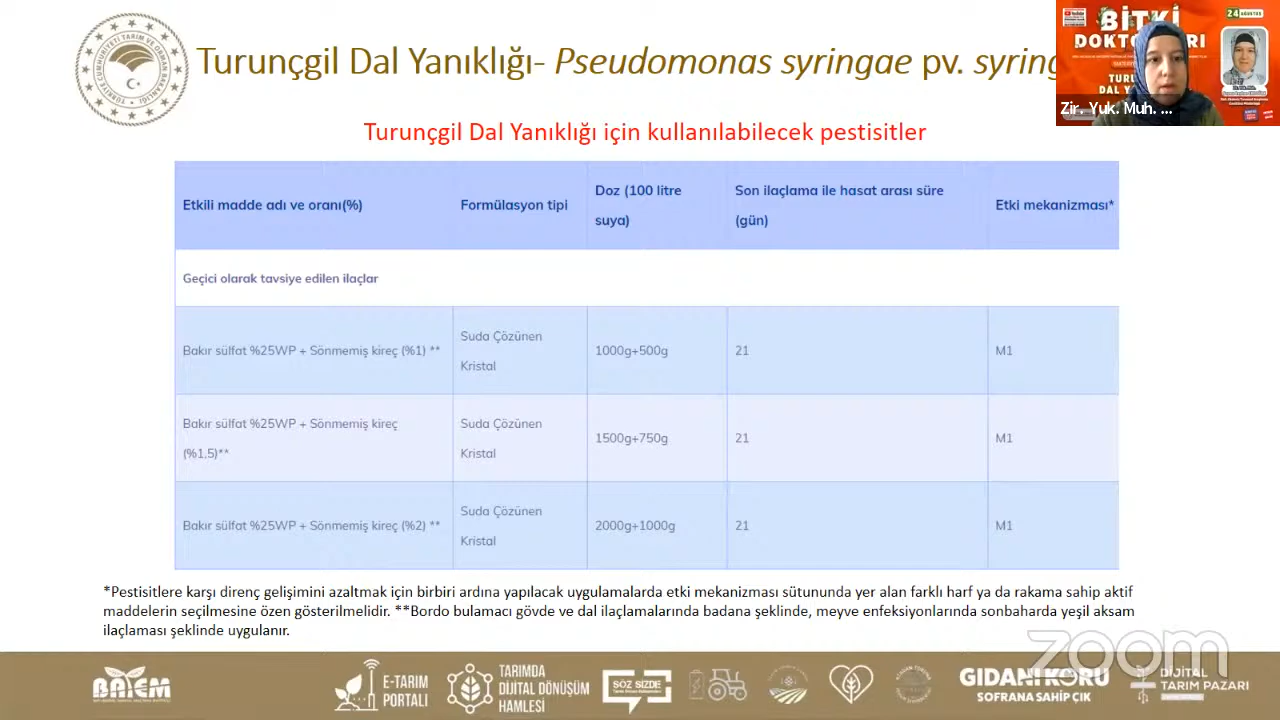 Turunçgil Dal Yanıklığı- Pseudomonas syringae pv. syring
BİTKİ
24 AĞUSTOS
Zir. Yuk. Muh. ...
Turunçgil Dal Yanıklığı için kullanılabilecek pestisitler
Etkili madde adı ve oranı(%)
Formülasyon tipi
Doz (100 litre
suya)
Son ilaçlama ile hasat arası süre
(gün)
Etki mekanizması*
Geçici olarak tavsiye edilen ilaçlar
Bakır sülfat %25WP + Sönmemiş kireç (%1) **
Suda Çözünen
Kristal
1000g+500g
21
M1
Bakır sülfat %25WP + Sönmemiş kireç
(%1,5)**
Suda Çözünen
Kristal
1500g+750g
21
M1
Bakır sülfat %25WP + Sönmemiş kireç (%2) **
Suda Çözünen
Kristal
2000g+1000g
21
M1
*Pestisitlere karşı direnç gelişimini azaltmak için birbiri ardına yapılacak uygulamalarda etki mekanizması sütununda yer alan farklı harf ya da rakama sahip aktif
maddelerin seçilmesine özen gösterilmelidir. **Bordo bulamacı gövde ve dal ilaçlamalarında badana şeklinde, meyve enfeksiyonlarında sonbaharda yeşil aksam
ilaçlaması şeklinde uygulanır.
zoom
BATEM
E-TARIM
PORTALI
TARIMDA
DİJİTAL DÖNÜŞÜM
HAMLESİ
SÖZ SİZDE
GIDANI KORU
SOFRANA SAHİP ÇIK
DİJİTAL
TARIM PAZARI